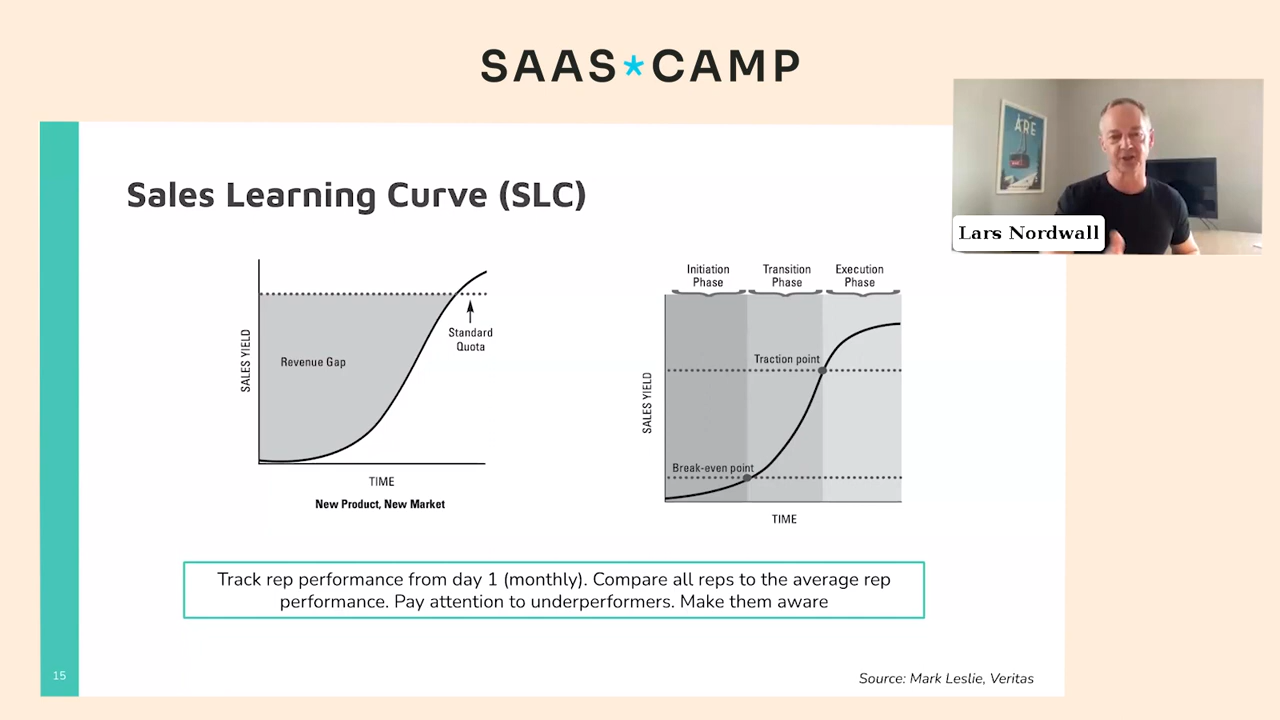 SAAS*CAMP
ÅRE
Lars Nordwall
Sales Learning Curve (SLC)
SALES YIELD
Revenue Gap
Standard
Quota
TIME
New Product, New Market
Initiation
Phase
Transition
Phase
Execution
Phase
SALES YIELD
Traction point
Break-even point
TIME
Track rep performance from day 1 (monthly). Compare all reps to the average rep
performance. Pay attention to underperformers. Make them aware
15
Source: Mark Leslie, Veritas